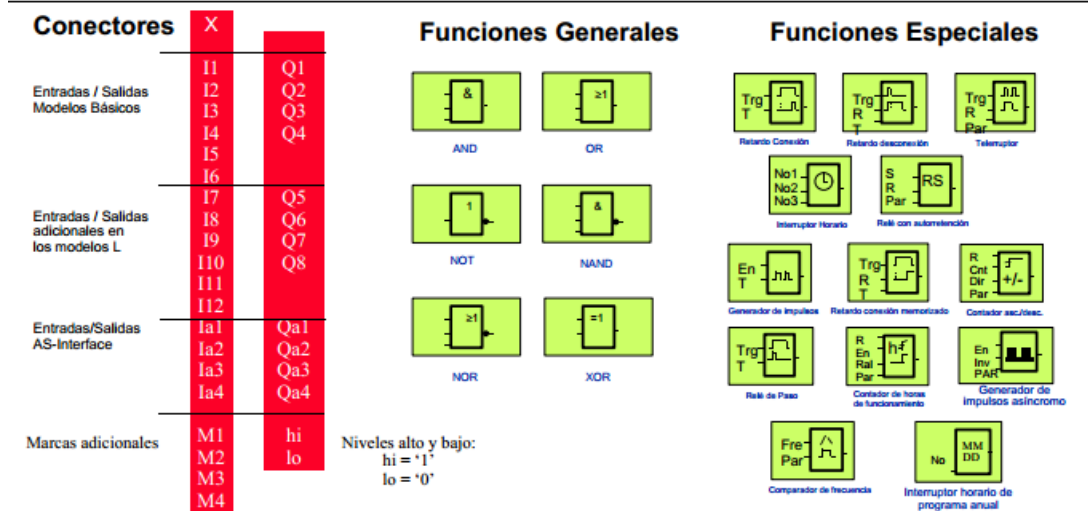 Conectores
X
Entradas / Salidas
Modelos Básicos
I1 Q1
I2 Q2
I3 Q3
I4 Q4
I5
I6
Entradas / Salidas
adicionales en
los modelos L
I7 Q5
I8 Q6
I9 Q7
I10 Q8
I11
I12
Entradas/Salidas
AS-Interface
Ia1 Qa1
Ia2 Qa2
Ia3 Qa3
Ia4 Qa4
Marcas adicionales
M1 hi
M2 lo
M3
M4
Niveles alto y bajo:
hi = ‘1’
lo = ‘0’
Funciones Generales
&
AND
≥1
OR
1
NOT
&
NAND
≥1
NOR
=1
XOR
Funciones Especiales
Trg
T
Retardo Conexión
Trg
R
T
Retardo desconexión
Trg
R
Par
Telerruptor
No1
No2
No3
Interruptor Horario
S
R
Par
RS
Relé con autorretención
En
T
Generador de Impulsos
Trg
R
T
Retardo conexión memorizado
R
Cnt
Dir
Par
+/-
Contador asc./desc.
Trg
T
Relé de Paso
R
En
Ral
Par
h
Contador de horas
de funcionamiento
En
Inv
PAR
Generador de
impulsos asíncromo
Fre
Par
Comparador de frecuencia
No
MM
DD
Interruptor horario de
programa anual